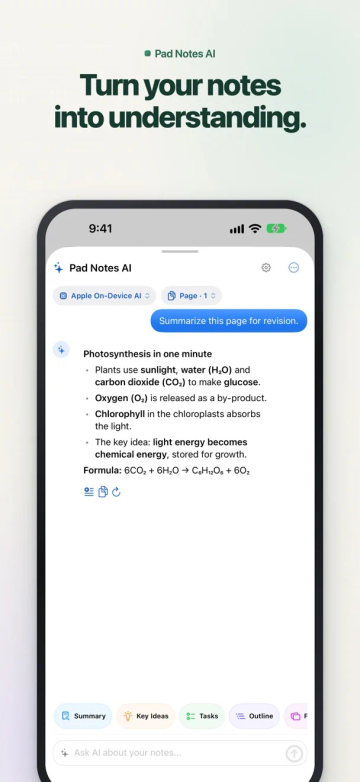 Pad Notes AI
Turn your notes
into understanding.
9:41
Pad Notes AI
Apple On-Device AI
Page · 1
Summarize this page for revision.
Photosynthesis in one minute
• Plants use sunlight, water (H₂O) and
carbon dioxide (CO₂) to make glucose.
• Oxygen (O₂) is released as a by-product.
• Chlorophyll in the chloroplasts absorbs
the light.
• The key idea: light energy becomes
chemical energy, stored for growth.
Formula: 6CO₂ + 6H₂O → C₆H₁₂O₆ + 6O₂
Summary
Key Ideas
Tasks
Outline
F
Ask AI about your notes...